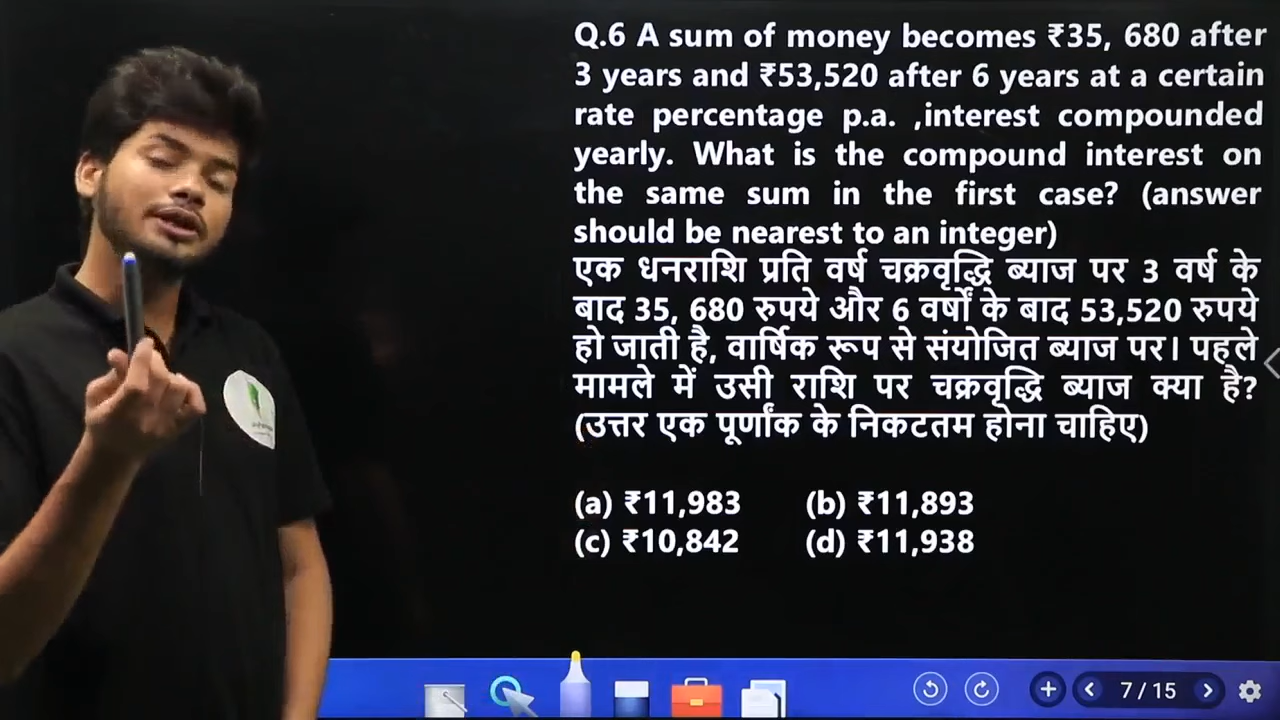 Q.6 A sum of money becomes ₹35, 680 after
3 years and ₹53,520 after 6 years at a certain
rate percentage p.a. ,interest compounded
yearly. What is the compound interest on
the same sum in the first case? (answer
should be nearest to an integer)
एक धनराशि प्रति वर्ष चक्रवृद्धि ब्याज पर 3 वर्ष के
बाद 35, 680 रुपये और 6 वर्षों के बाद 53,520 रुपये
हो जाती है, वार्षिक रूप से संयोजित ब्याज पर। पहले
मामले में उसी राशि पर चक्रवृद्धि ब्याज क्या है?
(उत्तर एक पूर्णांक के निकटतम होना चाहिए)
(a) ₹11,983 (b) ₹11,893
(c) ₹10,842 (d) ₹11,938
7 / 15